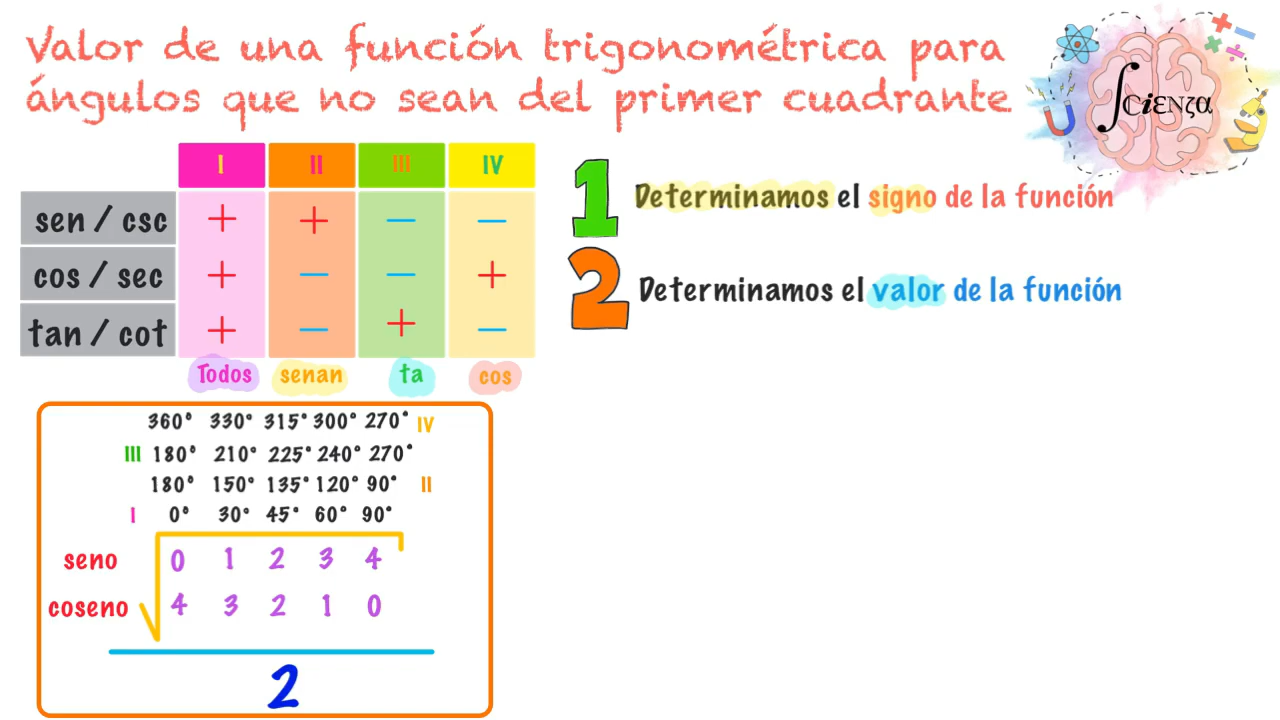 Valor de una función trigonométrica para
ángulos que no sean del primer cuadrante
∫CiENζα
I II III IV
sen / csc + + − −
cos / sec + − − +
tan / cot + − + −
Todos senan ta cos
1 Determinamos el signo de la función
2 Determinamos el valor de la función
360° 330° 315° 300° 270° IV
III 180° 210° 225° 240° 270°
180° 150° 135° 120° 90° II
I 0° 30° 45° 60° 90°
seno 0 1 2 3 4
coseno √ 4 3 2 1 0
2